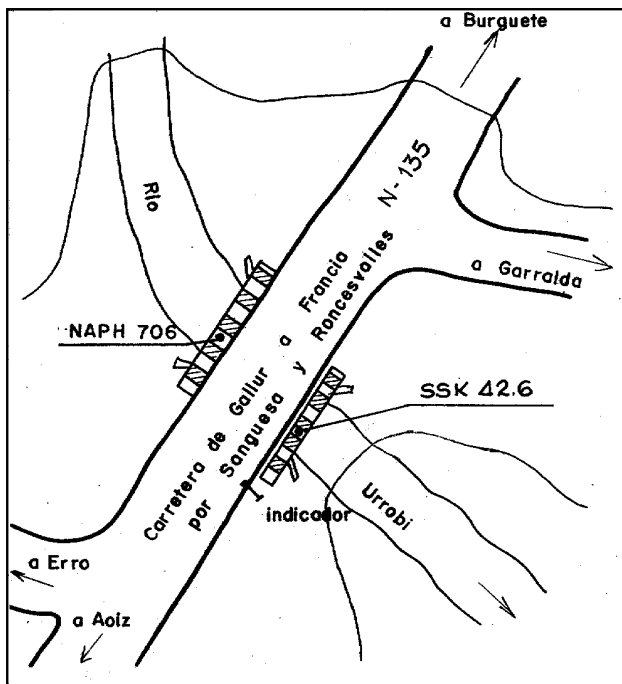 a Burguete
N-135
Río
a Garralda
Carretera de Gallur a Francia
por Sanguesa y Roncesvalles
NAPH 706
SSK 42.6
indicador
Urrobi
a Erro
a Aoiz